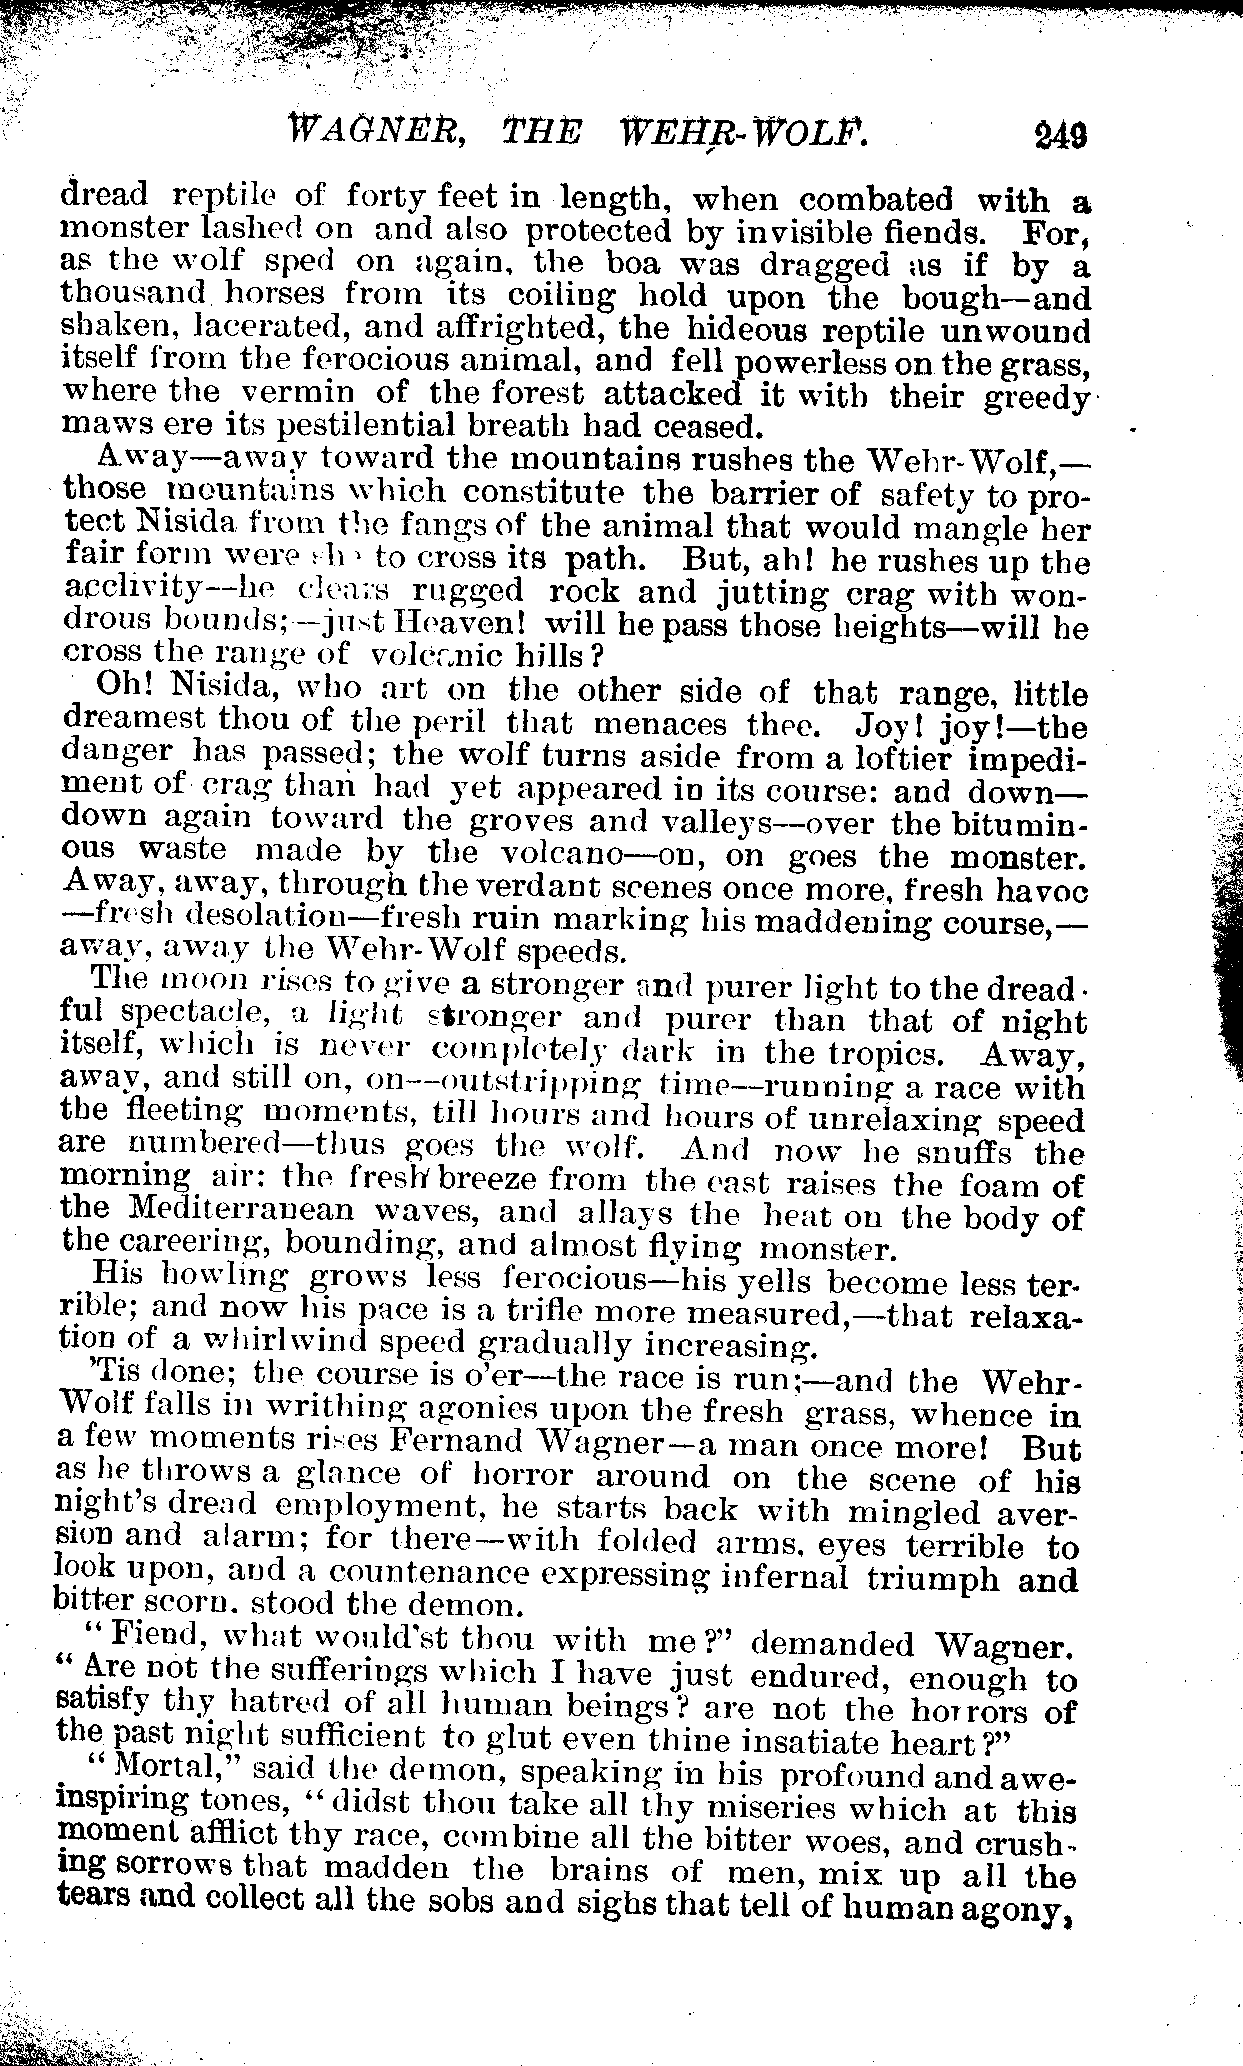 WAGNER, THE WEHR-WOLF. 249
dread reptile of forty feet in length, when combated with a
monster lashed on and also protected by invisible fiends. For,
as the wolf sped on again, the boa was dragged as if by a
thousand horses from its coiling hold upon the bough—and
shaken, lacerated, and affrighted, the hideous reptile unwound
itself from the ferocious animal, and fell powerless on the grass,
where the vermin of the forest attacked it with their greedy
maws ere its pestilential breath had ceased.
Away—away toward the mountains rushes the Wehr-Wolf,—
those mountains which constitute the barrier of safety to pro-
tect Nisida from the fangs of the animal that would mangle her
fair form were she to cross its path. But, ah! he rushes up the
acclivity—he clears rugged rock and jutting crag with won-
drous bounds;—just Heaven! will he pass those heights—will he
cross the range of volcanic hills?
Oh! Nisida, who art on the other side of that range, little
dreamest thou of the peril that menaces thee. Joy! joy!—the
danger has passed; the wolf turns aside from a loftier impedi-
ment of crag than had yet appeared in its course: and down—
down again toward the groves and valleys—over the bitumin-
ous waste made by the volcano—on, on goes the monster.
Away, away, through the verdant scenes once more, fresh havoc
—fresh desolation—fresh ruin marking his maddening course,—
away, away the Wehr-Wolf speeds.
The moon rises to give a stronger and purer light to the dread-
ful spectacle, a light stronger and purer than that of night
itself, which is never completely dark in the tropics. Away,
away, and still on, on—outstripping time—running a race with
the fleeting moments, till hours and hours of unrelaxing speed
are numbered—thus goes the wolf. And now he snuffs the
morning air: the fresh breeze from the east raises the foam of
the Mediterranean waves, and allays the heat on the body of
the careering, bounding, and almost flying monster.
His howling grows less ferocious—his yells become less ter-
rible; and now his pace is a trifle more measured,—that relaxa-
tion of a whirlwind speed gradually increasing.
'Tis done; the course is o'er—the race is run;—and the Wehr-
Wolf falls in writhing agonies upon the fresh grass, whence in
a few moments rises Fernand Wagner—a man once more! But
as he throws a glance of horror around on the scene of his
night's dread employment, he starts back with mingled aver-
sion and alarm; for there—with folded arms, eyes terrible to
look upon, and a countenance expressing infernal triumph and
bitter scorn. stood the demon.
"Fiend, what would'st thou with me?" demanded Wagner.
"Are not the sufferings which I have just endured, enough to
satisfy thy hatred of all human beings? are not the horrors of
the past night sufficient to glut even thine insatiate heart?"
"Mortal," said the demon, speaking in his profound and awe-
inspiring tones, "didst thou take all thy miseries which at this
moment afflict thy race, combine all the bitter woes, and crush-
ing sorrows that madden the brains of men, mix up all the
tears and collect all the sobs and sighs that tell of human agony,